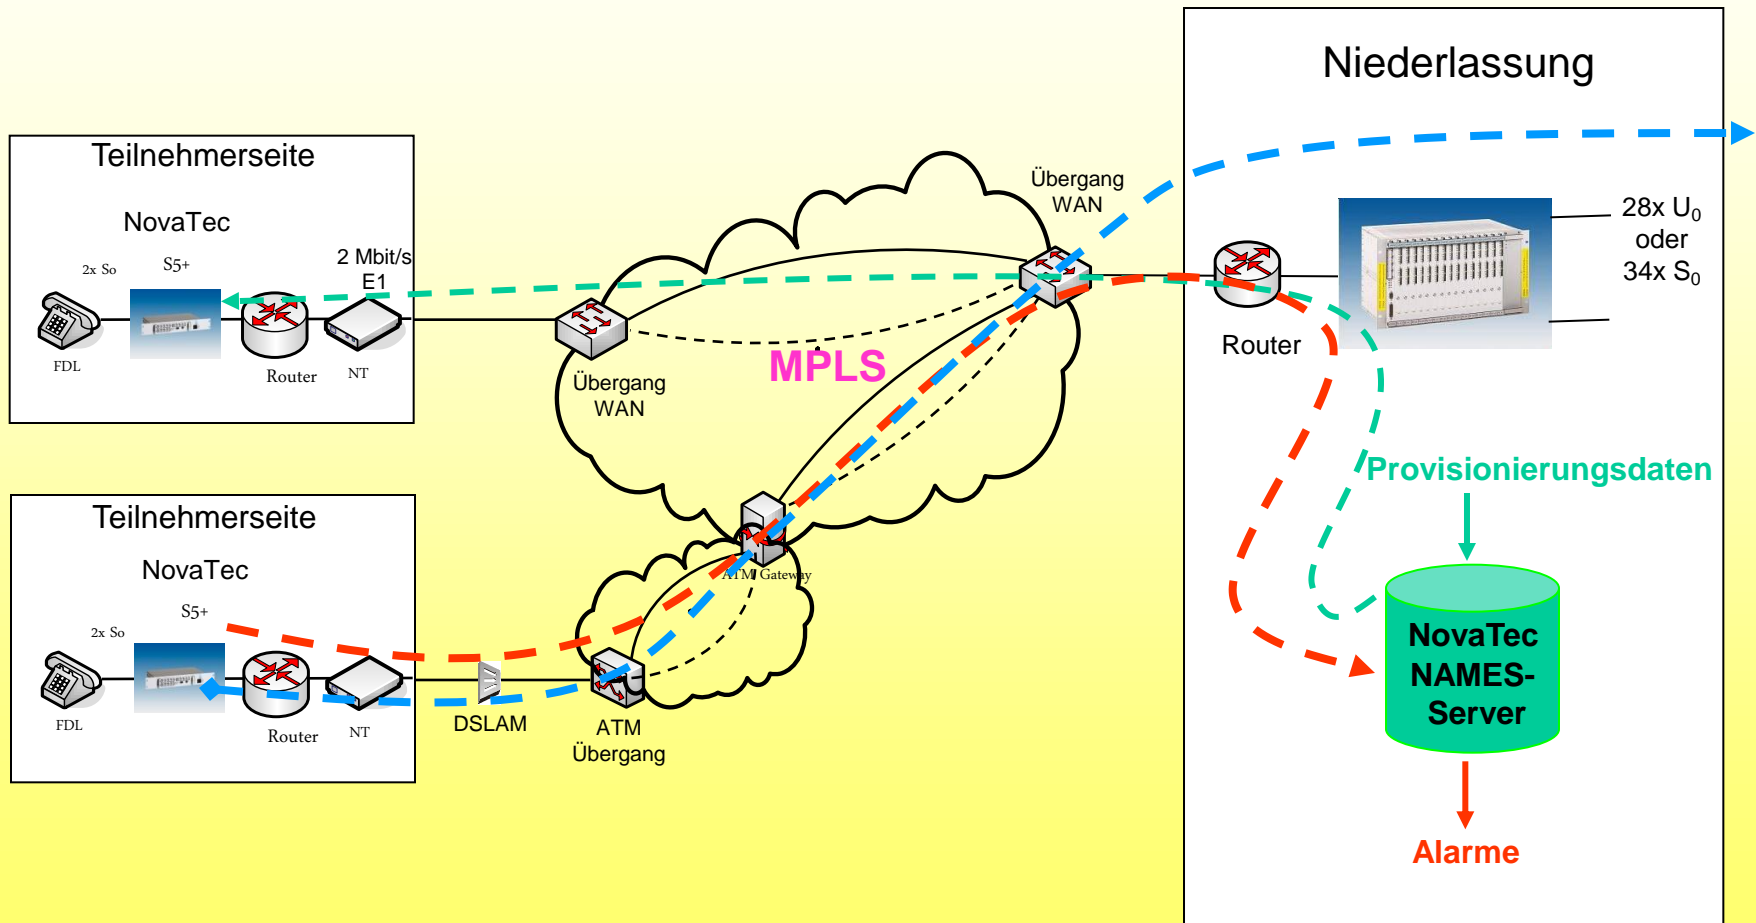 Niederlassung
Teilnehmerseite
NovaTec
2x So
S5+
2 Mbit/s
E1
FDL
Router
NT
Übergang
WAN
MPLS
Übergang
WAN
Router
28x U0
oder
34x S0
Provisionierungsdaten
Teilnehmerseite
NovaTec
S5+
2x So
FDL
Router
NT
DSLAM
ATM
Übergang
ATM Gateway
NovaTec
NAMES-
Server
Alarme